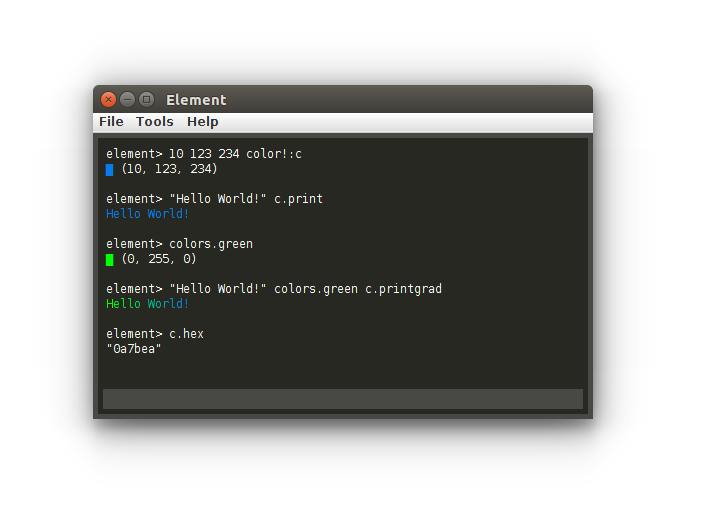 Element
File Tools Help
element> 10 123 234 color!:c
(10, 123, 234)
element> "Hello World!" c.print
Hello World!
element> colors.green
(0, 255, 0)
element> "Hello World!" colors.green c.printgrad
Hello World!
element> c.hex
"0a7bea"